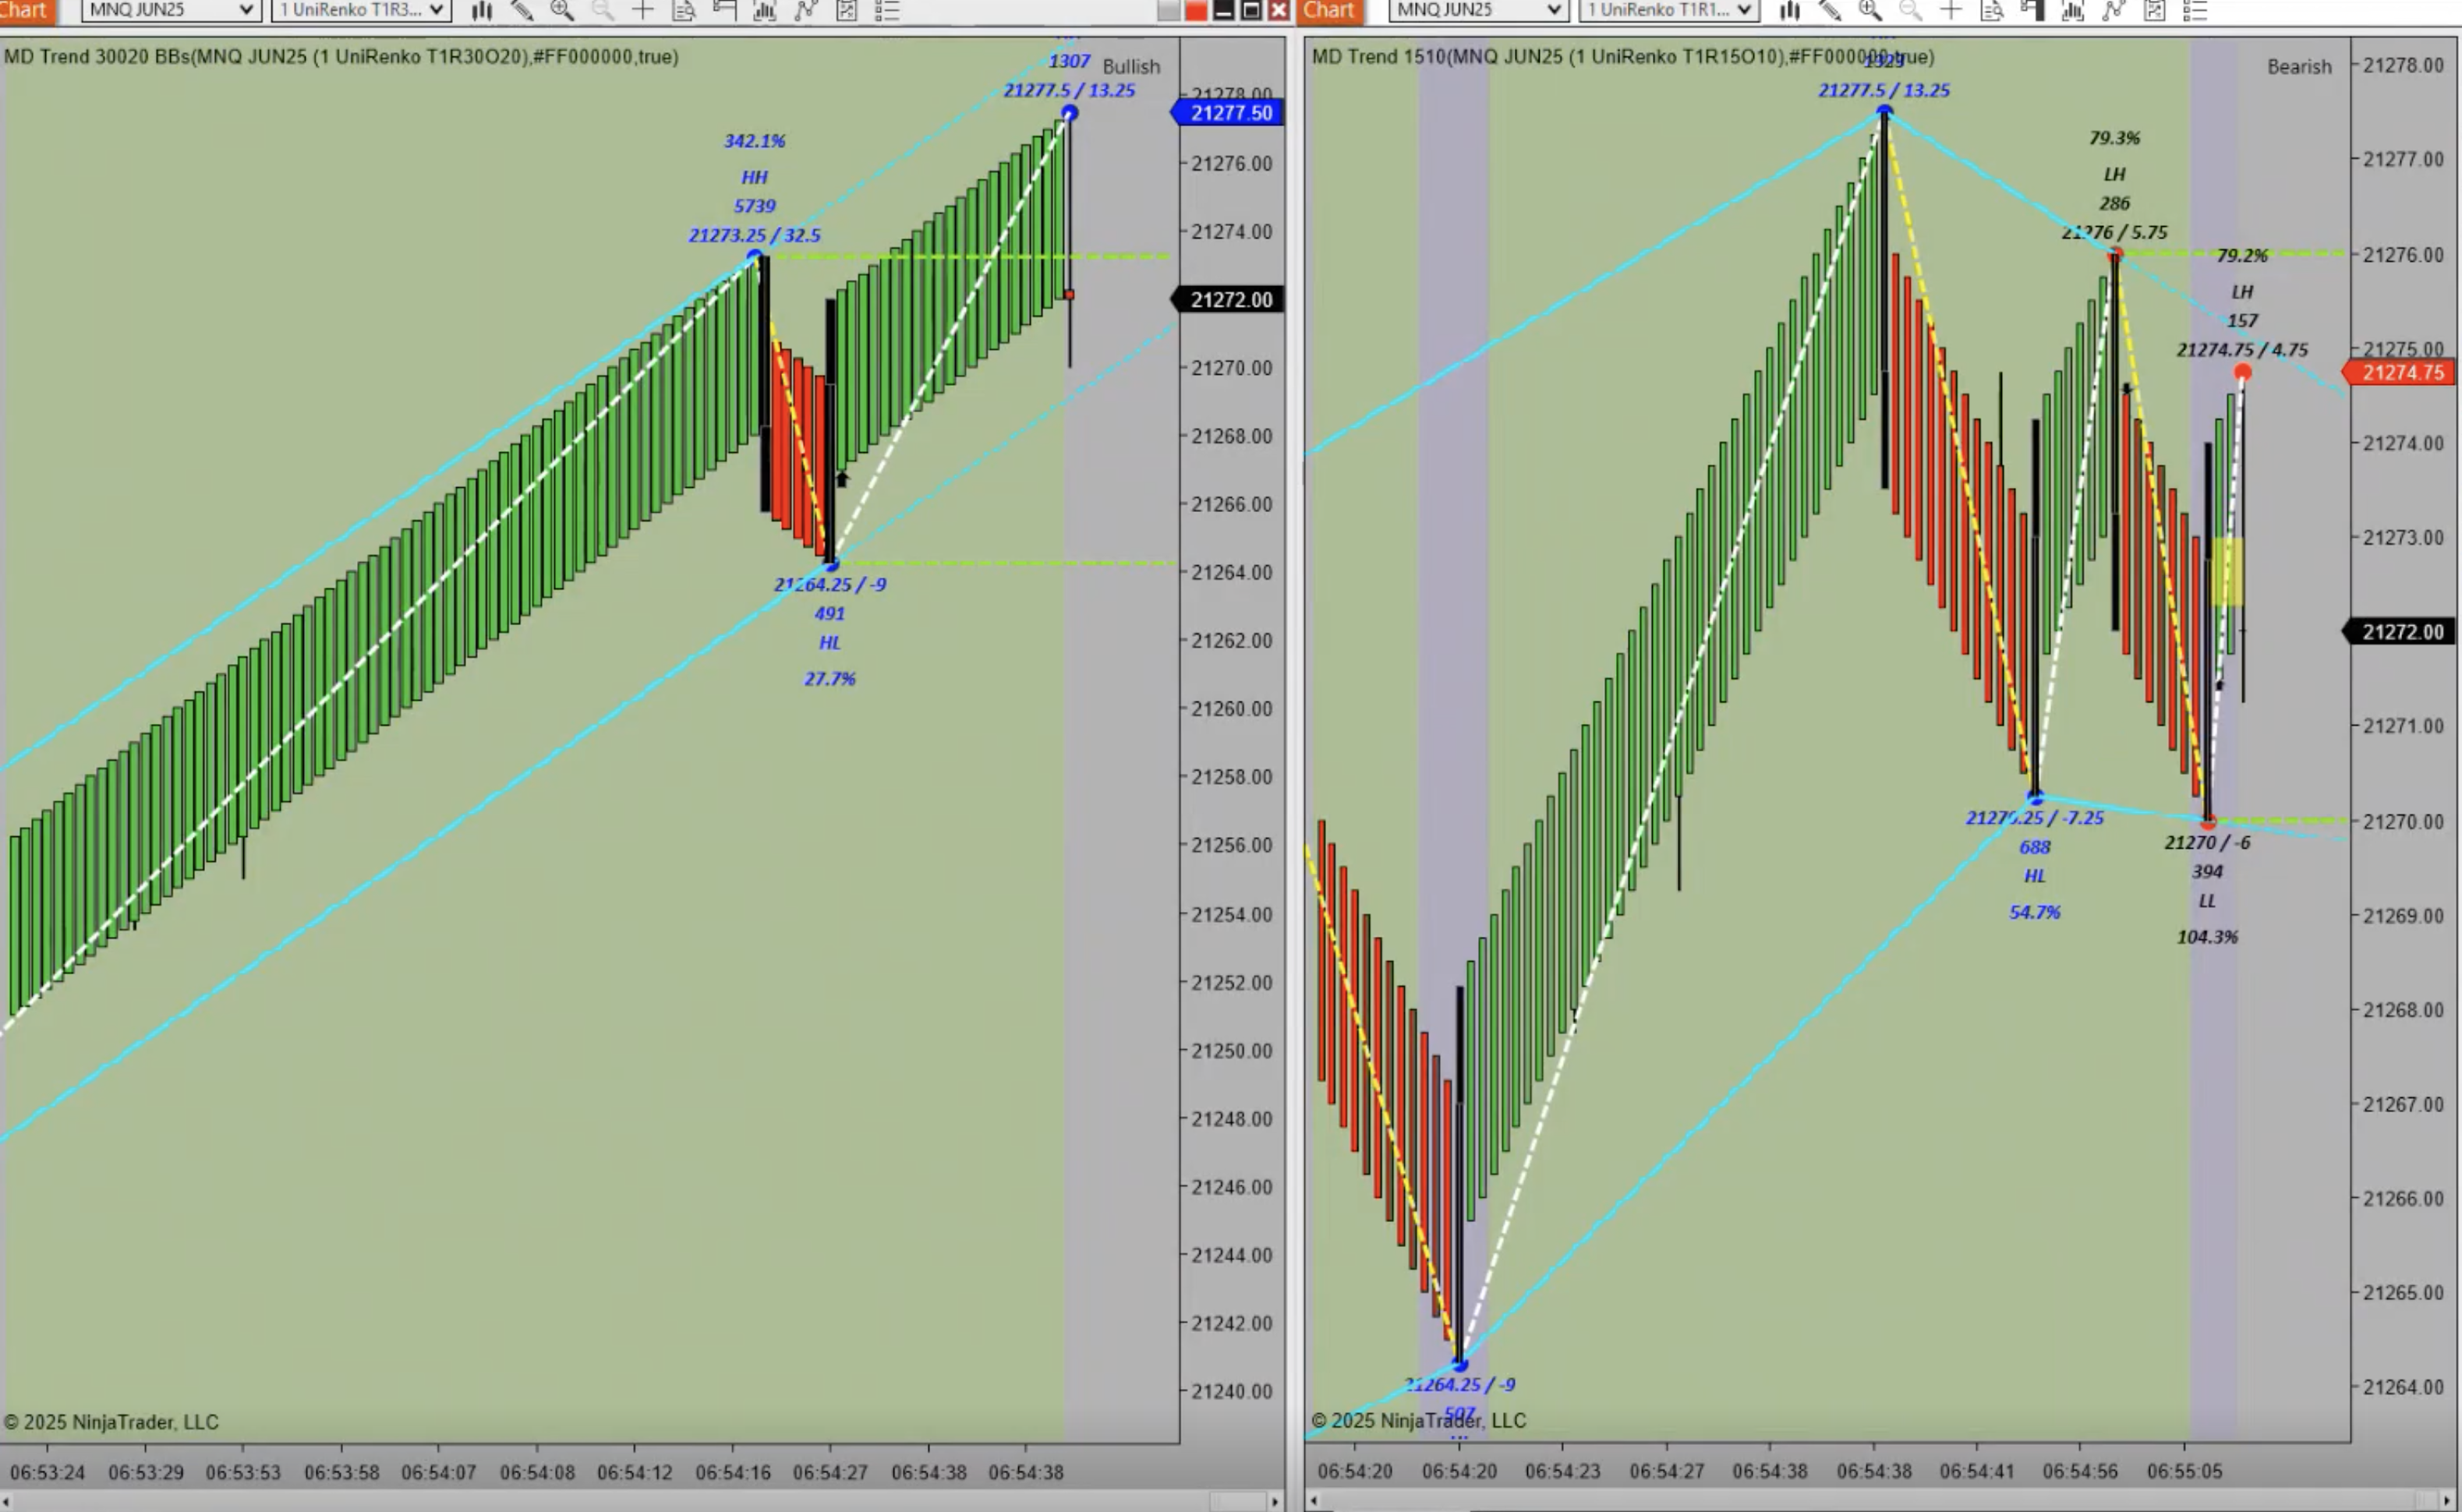 Chart
MNQ JUN25
1 UniRenko T1R3...
MD Trend 30020 BBs(MNQ JUN25 (1 UniRenko T1R30O20),#FF000000,true)
Bullish
1307
21277.5 / 13.25
342.1%
HH
5739
21273.25 / 32.5
21264.25 / -9
491
HL
27.7%
21278.00
21277.50
21276.00
21274.00
21272.00
21270.00
21268.00
21266.00
21264.00
21262.00
21260.00
21258.00
21256.00
21254.00
21252.00
21250.00
21248.00
21246.00
21244.00
21242.00
21240.00
© 2025 NinjaTrader, LLC
06:53:24 06:53:29 06:53:53 06:53:58 06:54:07 06:54:08 06:54:12 06:54:16 06:54:27 06:54:38 06:54:38
Chart
MNQ JUN25
1 UniRenko T1R1...
MD Trend 1510(MNQ JUN25 (1 UniRenko T1R15O10),#FF000000,true)
Bearish
21277.5 / 13.25
79.3%
LH
286
21276 / 5.75
79.2%
LH
157
21274.75 / 4.75
21270.25 / -7.25
688
HL
54.7%
21270 / -6
394
LL
104.3%
21264.25 / -9
507
...
21278.00
21277.00
21276.00
21275.00
21274.75
21274.00
21273.00
21272.00
21271.00
21270.00
21269.00
21268.00
21267.00
21266.00
21265.00
21264.00
© 2025 NinjaTrader, LLC
06:54:20 06:54:20 06:54:23 06:54:27 06:54:38 06:54:38 06:54:41 06:54:56 06:55:05